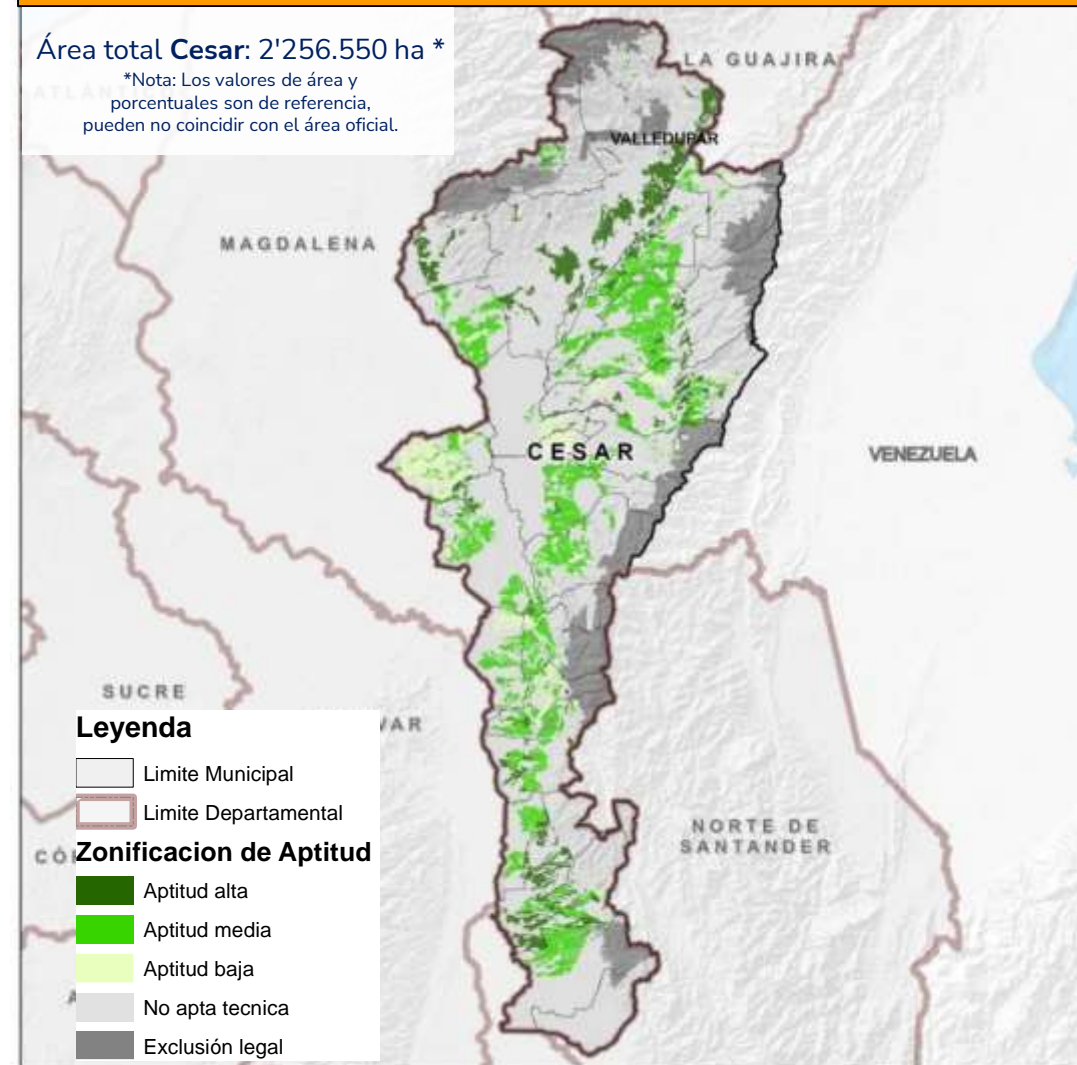 Área total Cesar: 2'256.550 ha *
*Nota: Los valores de área y
porcentuales son de referencia,
pueden no coincidir con el área oficial.
LA GUAJIRA
VALLEDUPAR
MAGDALENA
CESAR
VENEZUELA
SUCRE
NORTE DE
SANTANDER
Leyenda
Limite Municipal
Limite Departamental
Zonificacion de Aptitud
Aptitud alta
Aptitud media
Aptitud baja
No apta tecnica
Exclusión legal